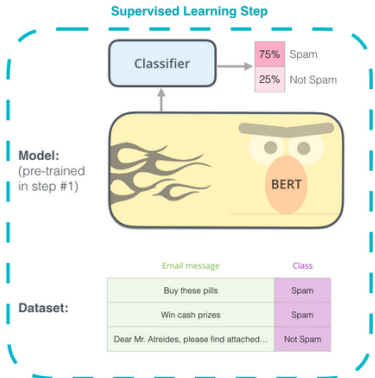 Supervised Learning Step
Classifier
75% Spam
25% Not Spam
Model:
(pre-trained
in step #1)
BERT
Email message Class
Dataset:
Buy these pills Spam
Win cash prizes Spam
Dear Mr. Atreides, please find attached... Not Spam